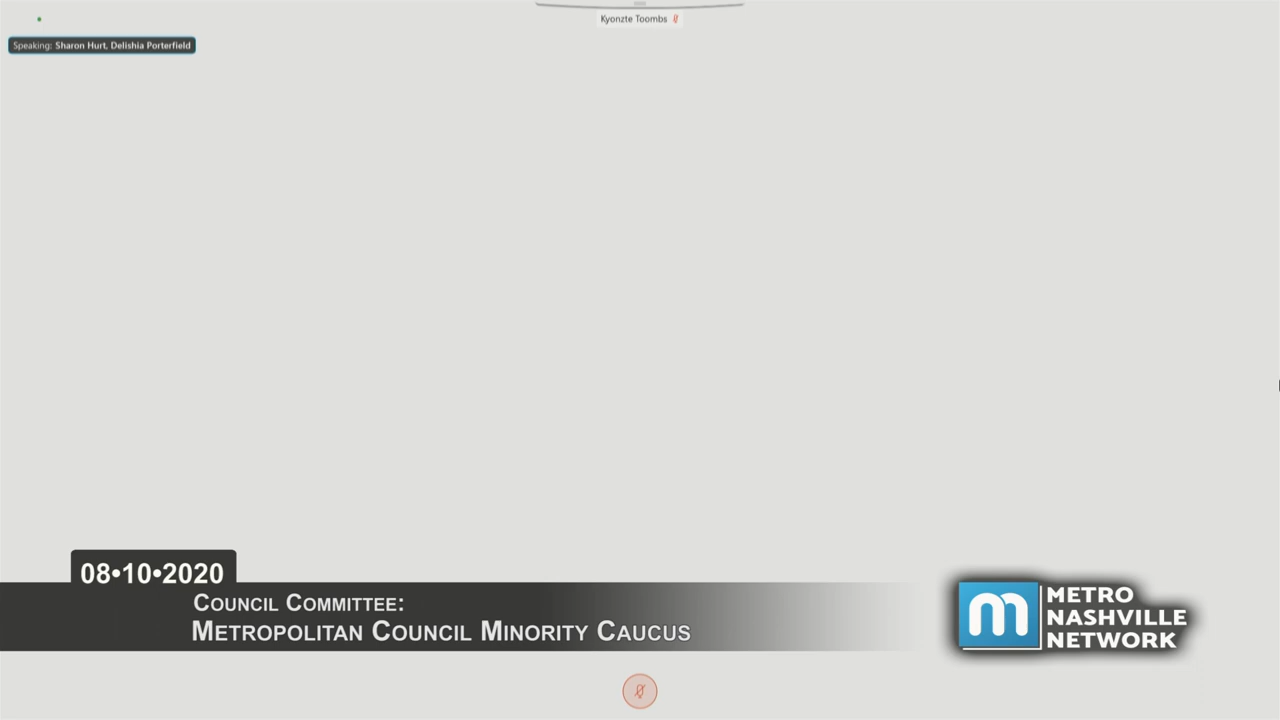 Kyonzte Toombs
Speaking: Sharon Hurt, Delishia Porterfield
08•10•2020
Council Committee:
Metropolitan Council Minority Caucus
m
METRO
NASHVILLE
NETWORK